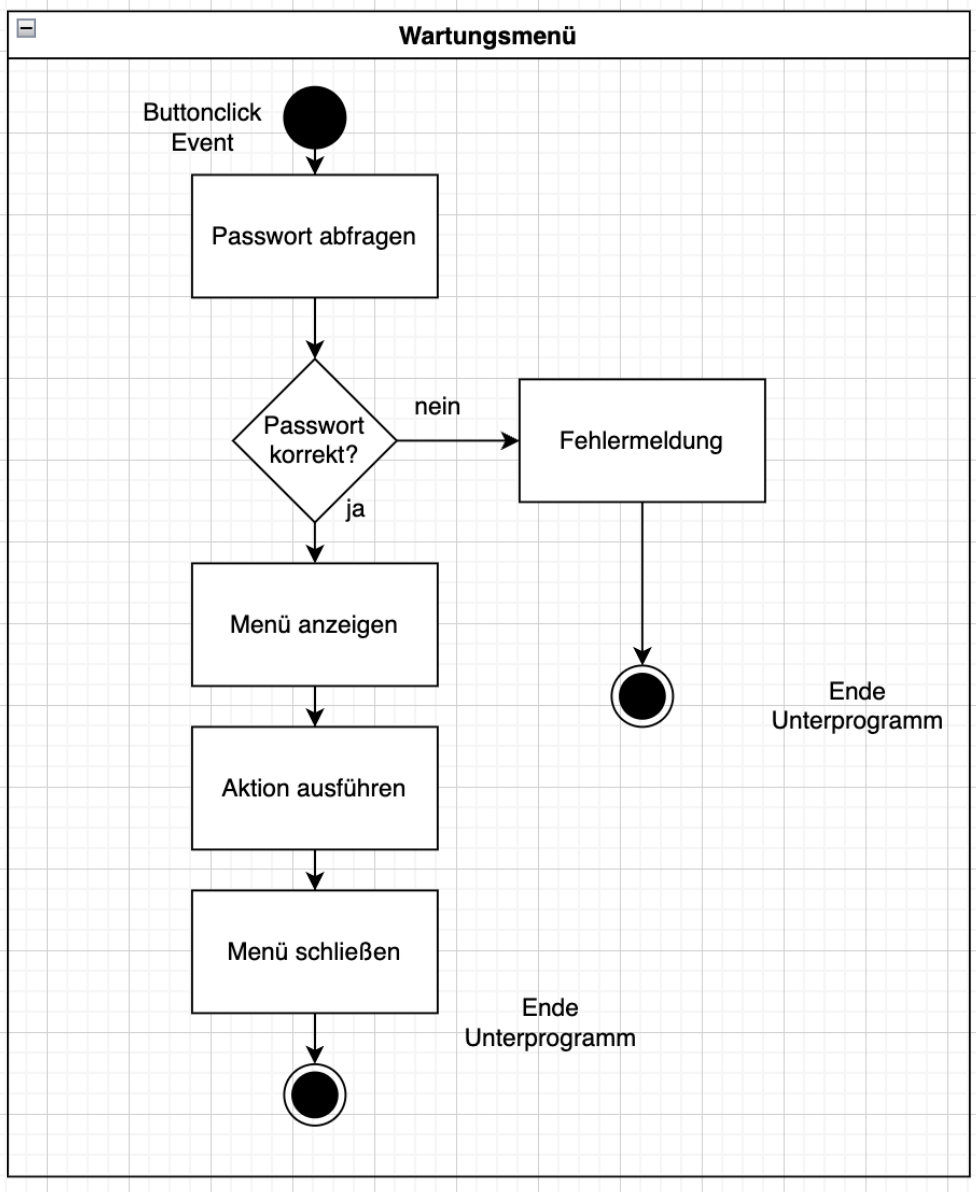 Wartungsmenü
Buttonclick
Event
Passwort abfragen
Passwort
korrekt?
nein
Fehlermeldung
ja
Menü anzeigen
Ende
Unterprogramm
Aktion ausführen
Menü schließen
Ende
Unterprogramm